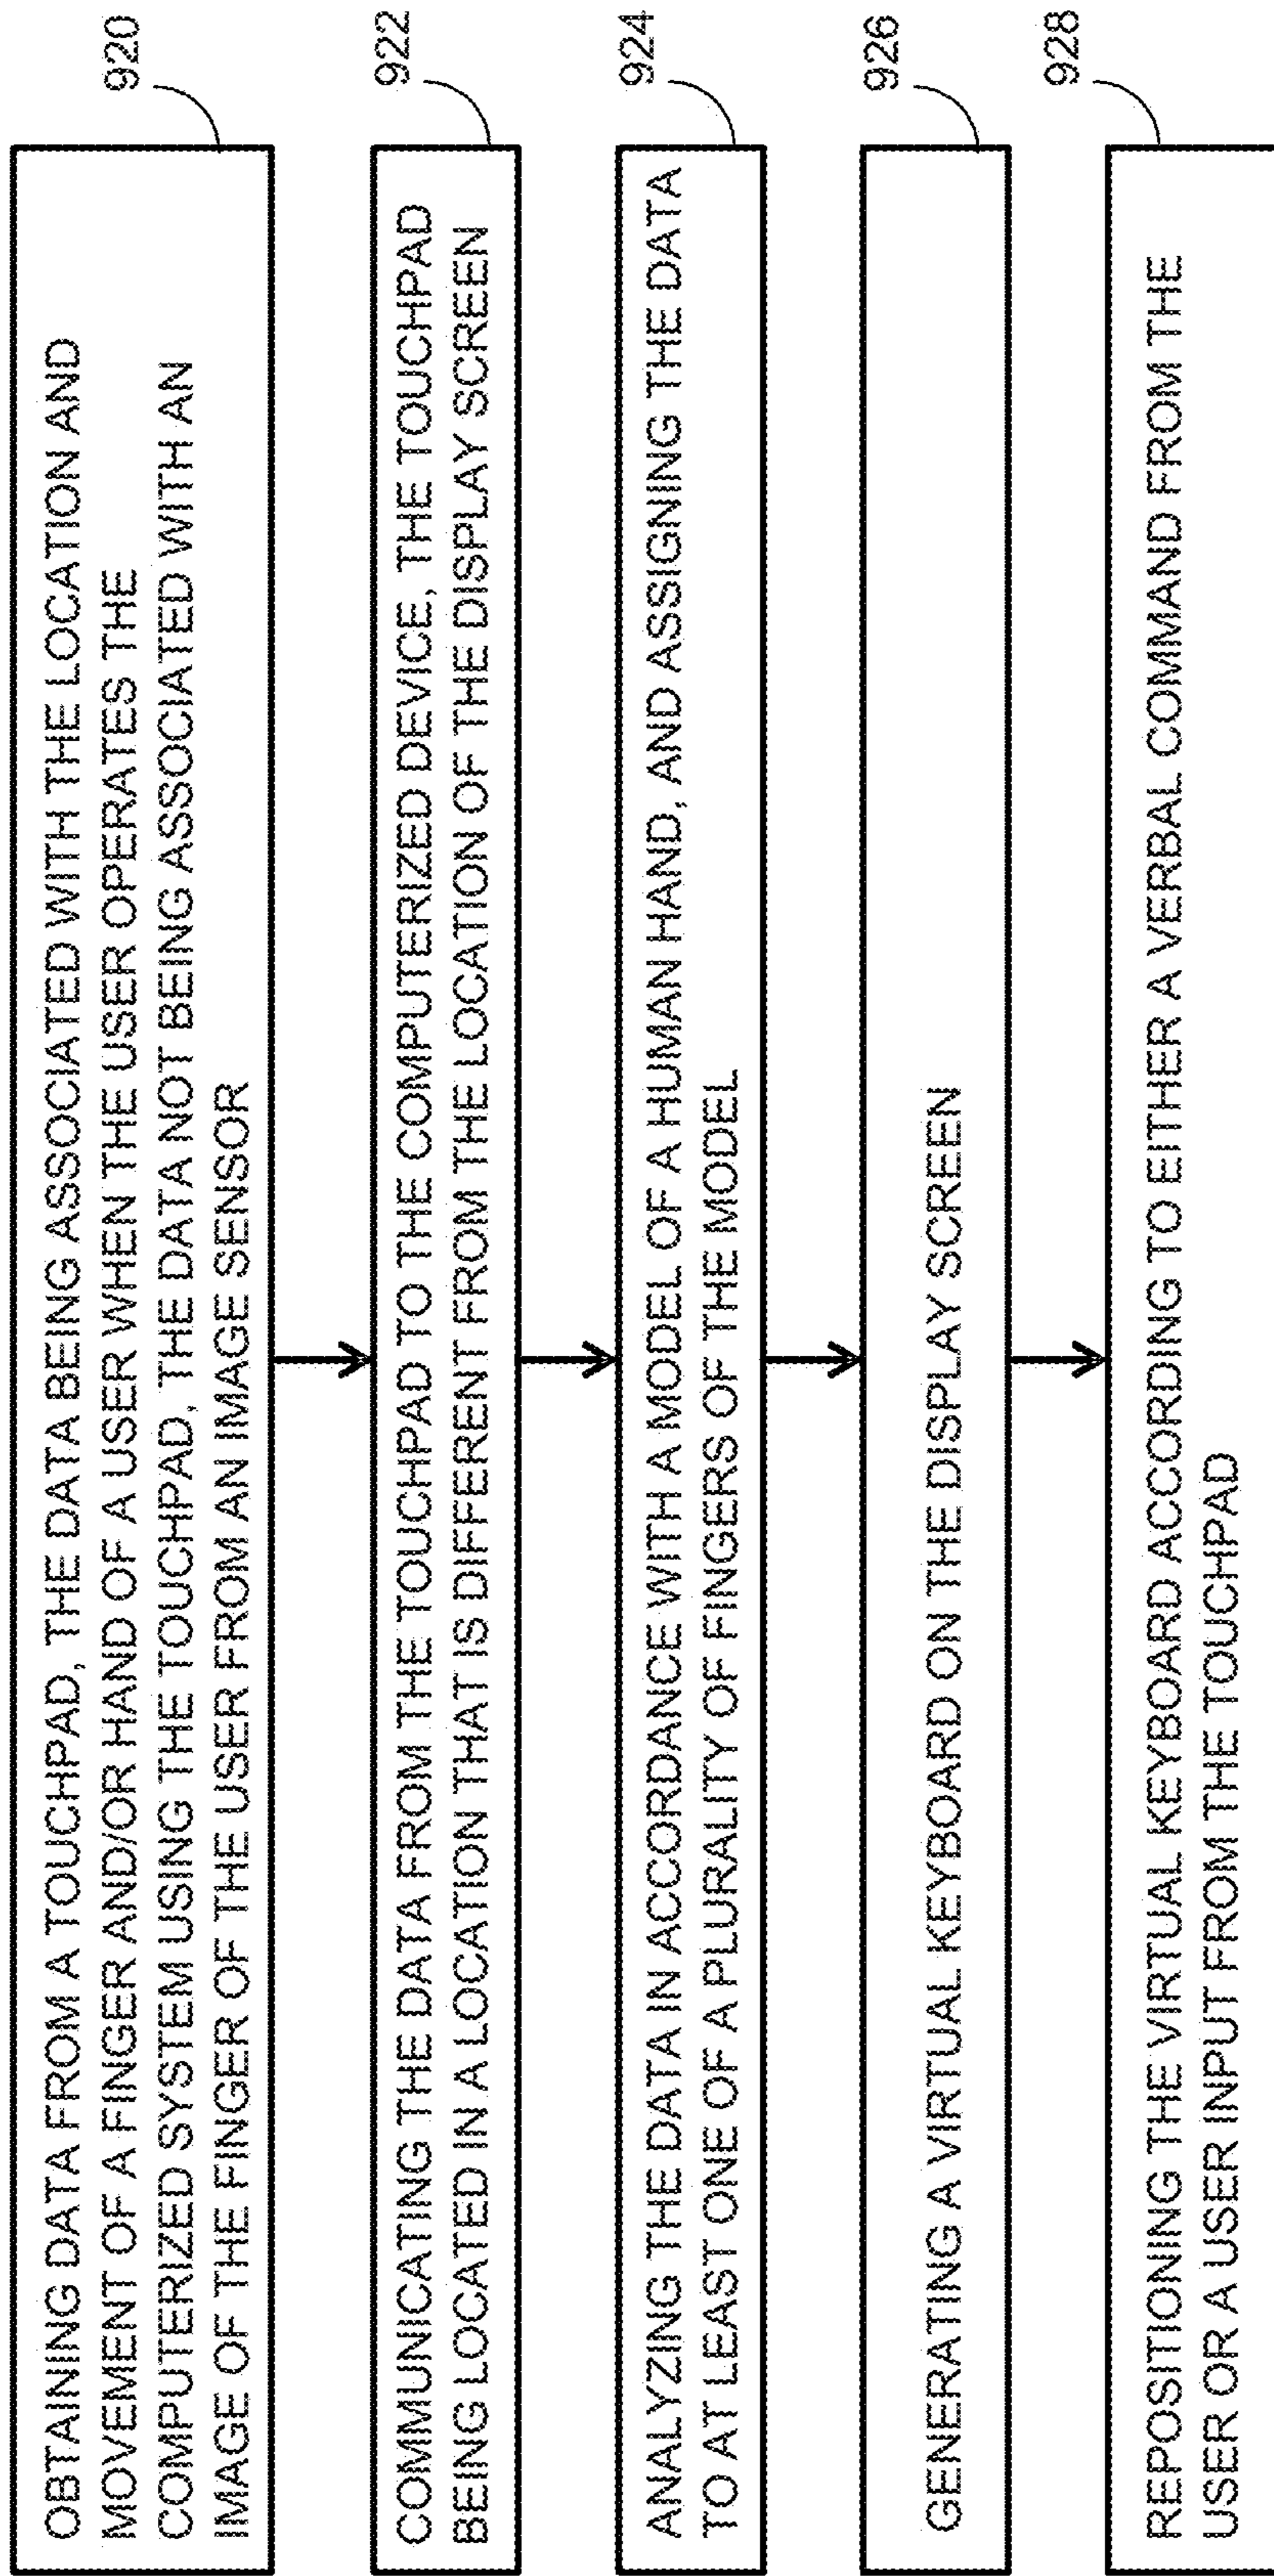 OBTAINING DATA FROM A TOUCHPAD, THE DATA BEING ASSOCIATED WITH THE LOCATION AND
MOVEMENT OF A FINGER AND/OR HAND OF A USER WHEN THE USER OPERATES THE
COMPUTERIZED SYSTEM USING THE TOUCHPAD, THE DATA NOT BEING ASSOCIATED WITH AN
IMAGE OF THE FINGER OF THE USER FROM AN IMAGE SENSOR
920
COMMUNICATING THE DATA FROM THE TOUCHPAD TO THE COMPUTERIZED DEVICE, THE TOUCHPAD
BEING LOCATED IN A LOCATION THAT IS DIFFERENT FROM THE LOCATION OF THE DISPLAY SCREEN
922
ANALYZING THE DATA IN ACCORDANCE WITH A MODEL OF A HUMAN HAND, AND ASSIGNING THE DATA
TO AT LEAST ONE OF A PLURALITY OF FINGERS OF THE MODEL
924
GENERATING A VIRTUAL KEYBOARD ON THE DISPLAY SCREEN
926
REPOSITIONING THE VIRTUAL KEYBOARD ACCORDING TO EITHER A VERBAL COMMAND FROM THE
USER OR A USER INPUT FROM THE TOUCHPAD
928